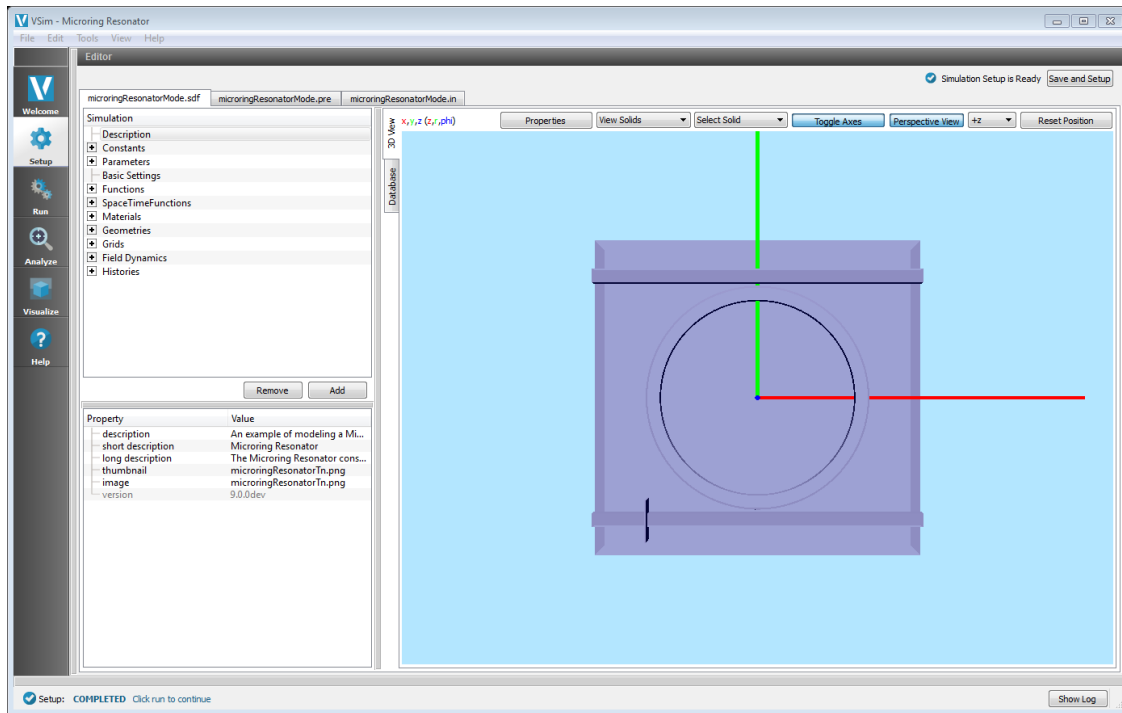 VSim - Microring Resonator
File Edit Tools View Help
Editor
Simulation Setup is Ready Save and Setup
microringResonatorMode.sdf microringResonatorMode.pre microringResonatorMode.in
Welcome
Setup
Run
Analyze
Visualize
Help
Simulation
Description
Constants
Parameters
Basic Settings
Functions
SpaceTimeFunctions
Materials
Geometries
Grids
Field Dynamics
Histories
Remove Add
Property Value
description An example of modeling a Mi...
short description Microring Resonator
long description The Microring Resonator cons...
thumbnail microringResonatorTn.png
image microringResonatorTn.png
version 9.0.0dev
3D View
Database
x,y,z (z,r,phi) Properties View Solids Select Solid Toggle Axes Perspective View +z Reset Position
Setup: COMPLETED Click run to continue Show Log